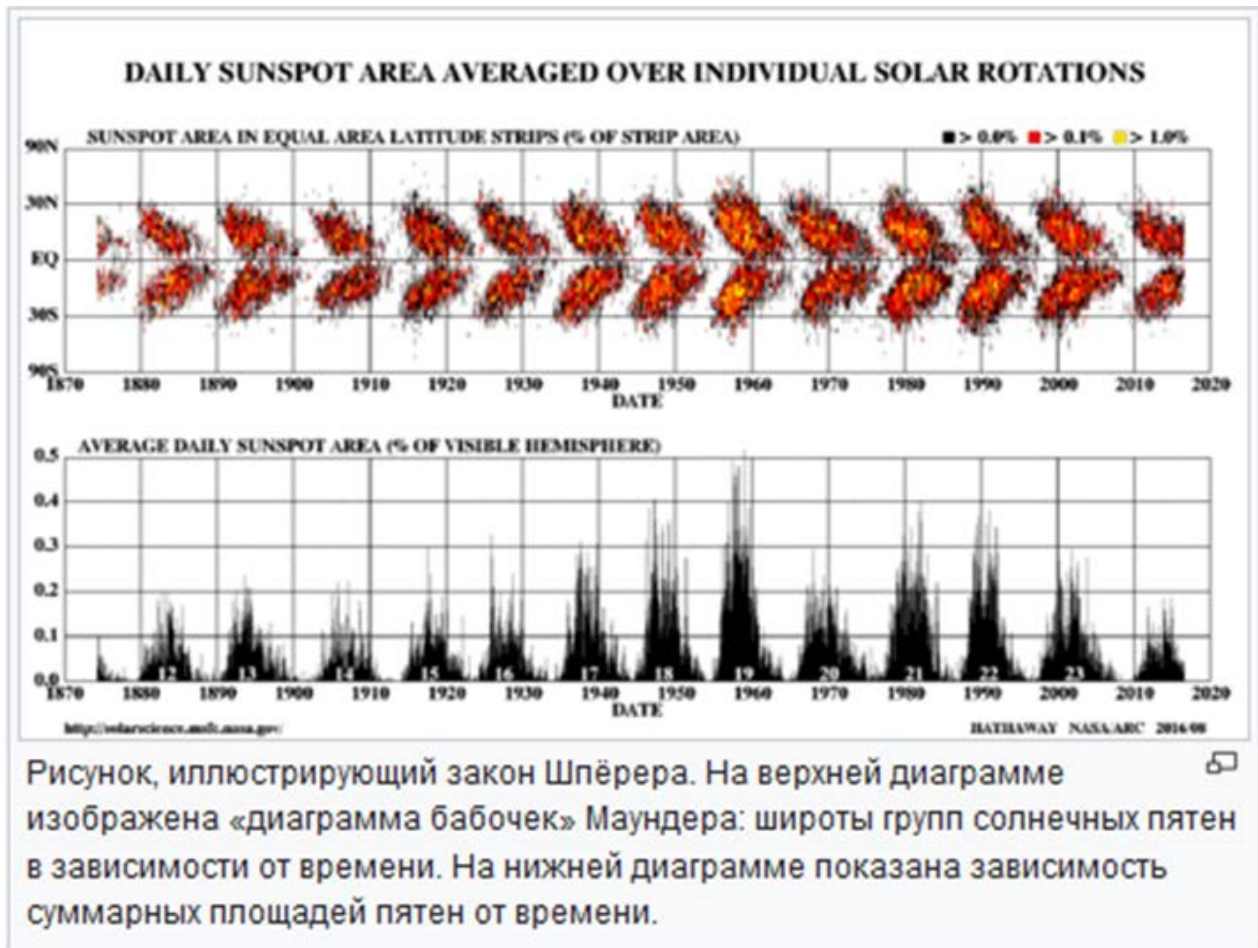 DAILY SUNSPOT AREA AVERAGED OVER INDIVIDUAL SOLAR ROTATIONS
SUNSPOT AREA IN EQUAL AREA LATITUDE STRIPS (% OF STRIP AREA) > 0.0% > 0.1% > 1.0%
90N
30N
EQ
30S
90S
1870 1880 1890 1900 1910 1920 1930 1940 1950 1960 1970 1980 1990 2000 2010 2020
DATE
AVERAGE DAILY SUNSPOT AREA (% OF VISIBLE HEMISPHERE)
0.5
0.4
0.3
0.2
0.1
0.0
12 13 14 15 16 17 18 19 20 21 22 23
1870 1880 1890 1900 1910 1920 1930 1940 1950 1960 1970 1980 1990 2000 2010 2020
DATE
http://solarscience.msfc.nasa.gov/ HATHAWAY NASA/ARC 2016/08
Рисунок, иллюстрирующий закон Шпёрера. На верхней диаграмме
изображена «диаграмма бабочек» Маундера: широты групп солнечных пятен
в зависимости от времени. На нижней диаграмме показана зависимость
суммарных площадей пятен от времени.